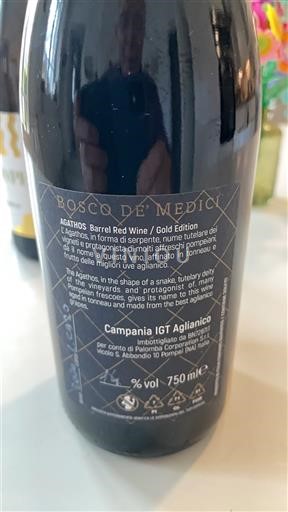 BOSCO DE' MEDICI
AGATHOS Barrel Red Wine / Gold Edition
L'Agathos, in forma di serpente, nume tutelare dei
vigneti e protagonista di molti affreschi pompeiani,
dà il nome a questo vino, affinato in tonneau e
frutto delle migliori uve aglianico.
The Agathos, in the shape of a snake, tutelary deity
of the vineyards and protagonist of many
Pompeian frescoes, gives its name to this wine
aged in tonneau and made from the best aglianico
grapes.
Campania IGT Aglianico
Imbottigliato da
per conto di Palomba Corporation S.r.l.
Vicolo S. Abbondio 10 Pompei (NA) Italia
14 % vol 750 ml e